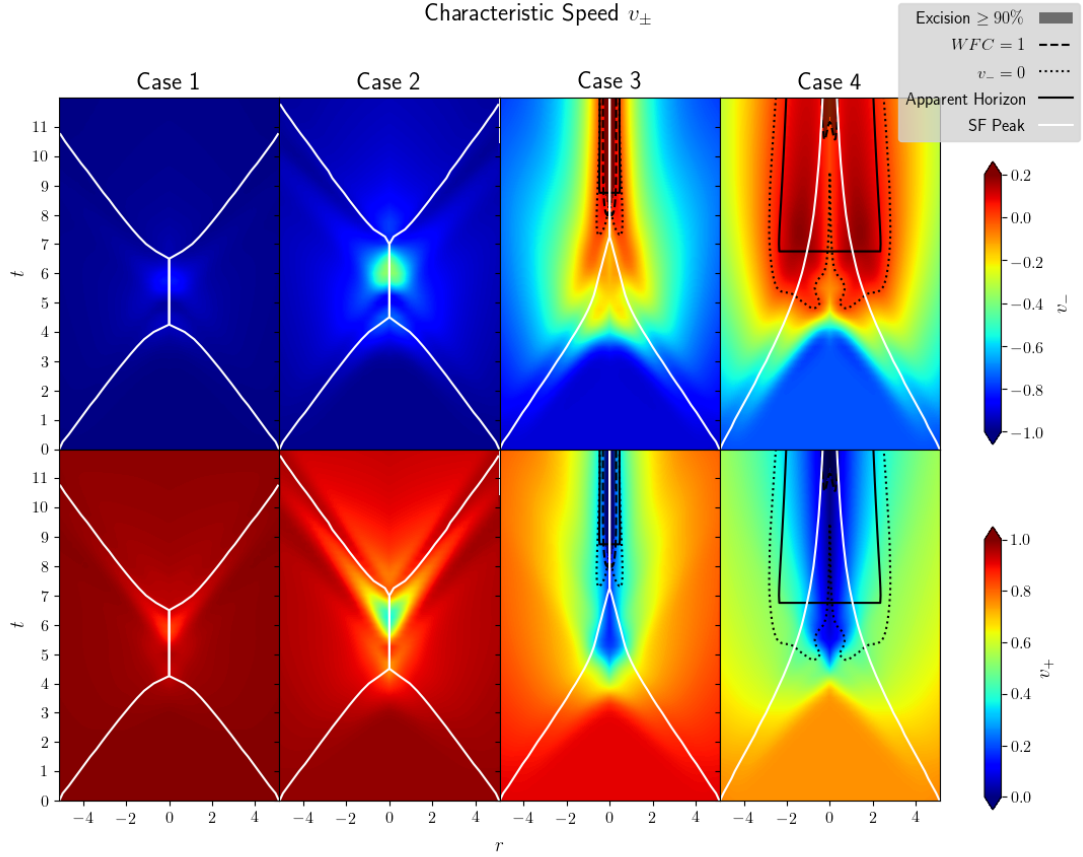 Characteristic Speed $v_\pm$
Excision ≥ 90%
WFC = 1
v₋ = 0
Apparent Horizon
SF Peak
Case 1 Case 2 Case 3 Case 4
11
10
9
8
7
6
5
4
3
2
1
0
t
0.2
0.0
−0.2
−0.4
−0.6
−0.8
−1.0
v₋
11
10
9
8
7
6
5
4
3
2
1
0
t
1.0
0.8
0.6
0.4
0.2
0.0
v₊
−4 −2 0 2 4 −4 −2 0 2 4 −4 −2 0 2 4 −4 −2 0 2 4
r